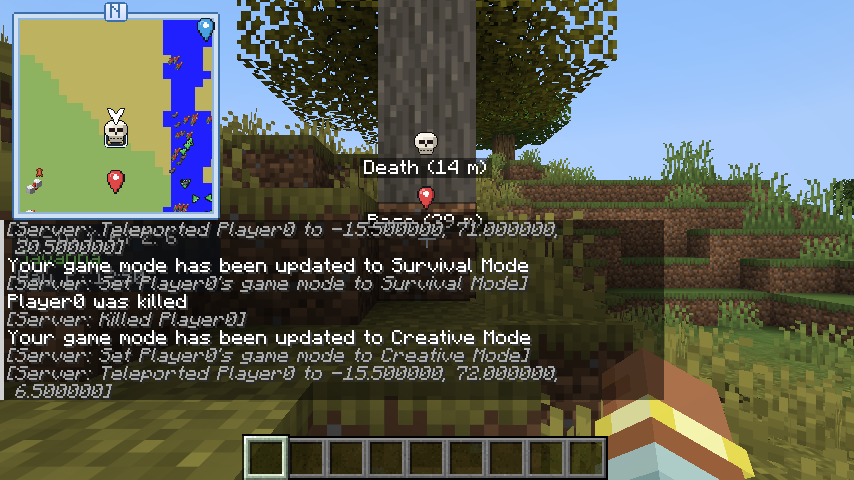 N
Death (14 m)
[Server: Teleported Player0 to -15.500000, 71.000000,
20.500000]
Your game mode has been updated to Survival Mode
[Server: Set Player0's game mode to Survival Mode]
Player0 was killed
[Server: Killed Player0]
Your game mode has been updated to Creative Mode
[Server: Set Player0's game mode to Creative Mode]
[Server: Teleported Player0 to -15.500000, 72.000000,
6.500000]